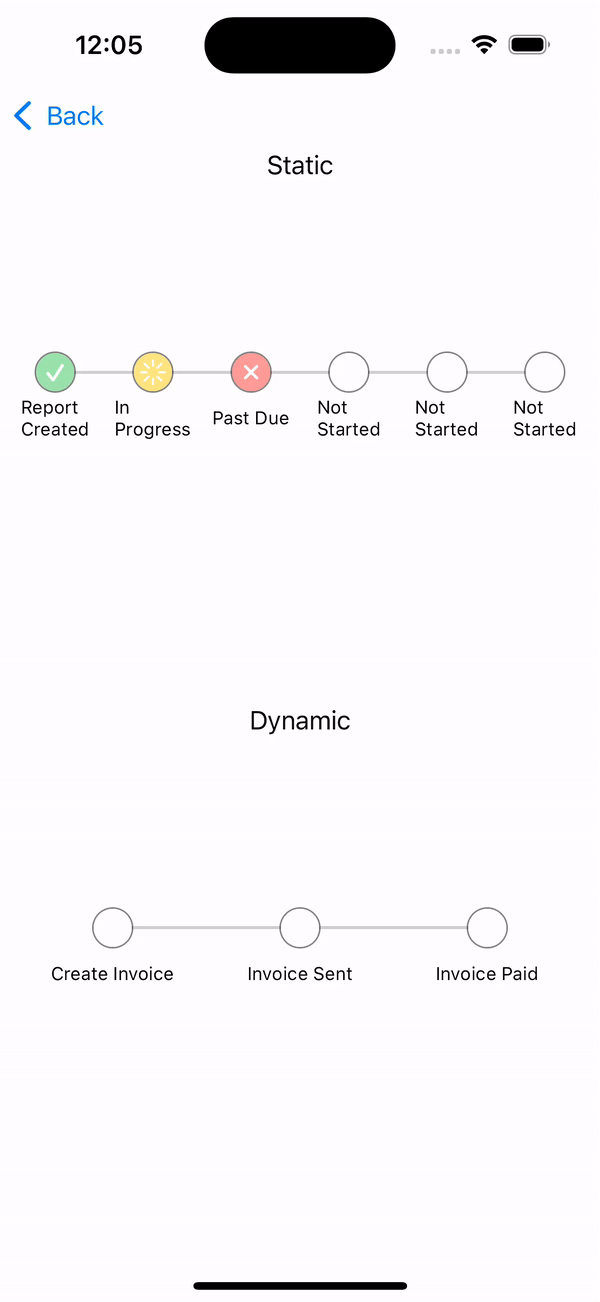 12:05
Back
Static
Report Created
In Progress
Past Due
Not Started
Not Started
Not Started
Dynamic
Create Invoice
Invoice Sent
Invoice Paid